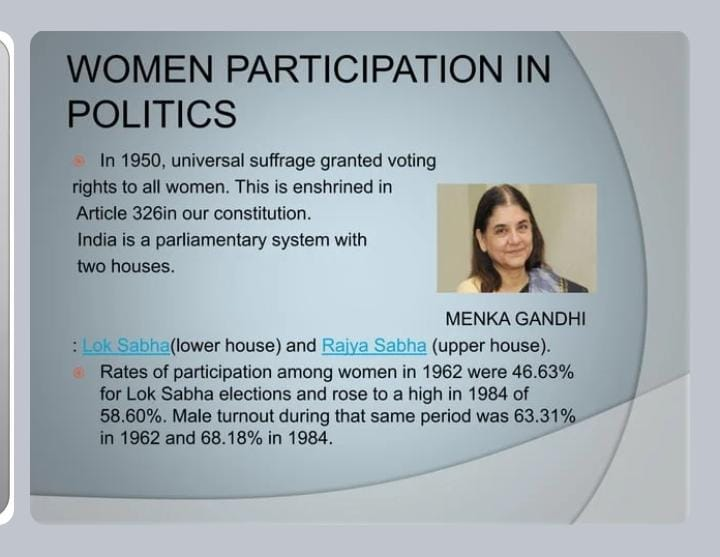 WOMEN PARTICIPATION IN
POLITICS
In 1950, universal suffrage granted voting
rights to all women. This is enshrined in
Article 326in our constitution.
India is a parliamentary system with
two houses.
MENKA GANDHI
: Lok Sabha(lower house) and Rajya Sabha (upper house).
Rates of participation among women in 1962 were 46.63%
for Lok Sabha elections and rose to a high in 1984 of
58.60%. Male turnout during that same period was 63.31%
in 1962 and 68.18% in 1984.